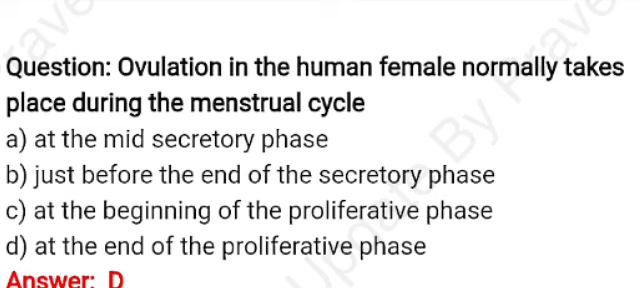 Question: Ovulation in the human female normally takes
place during the menstrual cycle
a) at the mid secretory phase
b) just before the end of the secretory phase
c) at the beginning of the proliferative phase
d) at the end of the proliferative phase
Answer: D